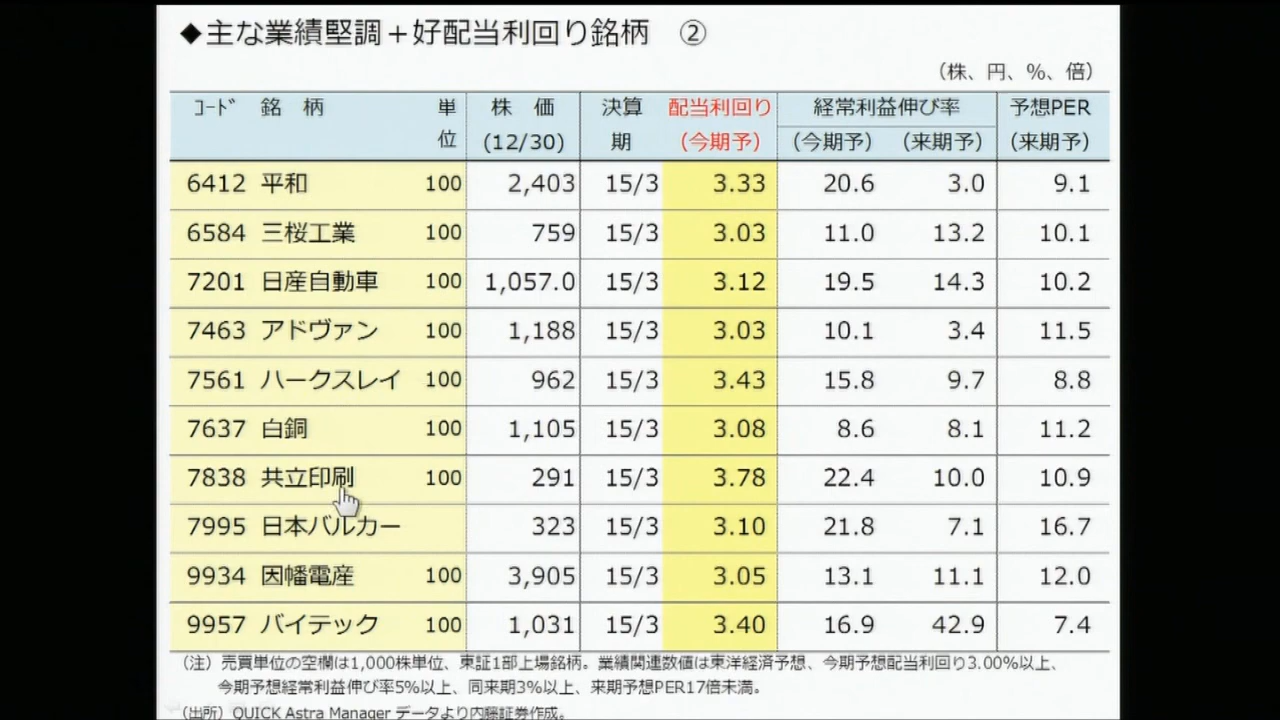 ◆主な業績堅調+好配当利回り銘柄 ②
(株、円、%、倍)
コード 銘柄 単位 株価 (12/30) 決算期 配当利回り (今期予) 経常利益伸び率 (今期予) (来期予) 予想PER (来期予)
6412 平和 100 2,403 15/3 3.33 20.6 3.0 9.1
6584 三桜工業 100 759 15/3 3.03 11.0 13.2 10.1
7201 日産自動車 100 1,057.0 15/3 3.12 19.5 14.3 10.2
7463 アドヴァン 100 1,188 15/3 3.03 10.1 3.4 11.5
7561 ハークスレイ 100 962 15/3 3.43 15.8 9.7 8.8
7637 白銅 100 1,105 15/3 3.08 8.6 8.1 11.2
7838 共立印刷 100 291 15/3 3.78 22.4 10.0 10.9
7995 日本バルカー 323 15/3 3.10 21.8 7.1 16.7
9934 因幡電産 100 3,905 15/3 3.05 13.1 11.1 12.0
9957 バイテック 100 1,031 15/3 3.40 16.9 42.9 7.4
(注)売買単位の空欄は1,000株単位、東証1部上場銘柄。業績関連数値は東洋経済予想、今期予想配当利回り3.00%以上、
今期予想経常利益伸び率5%以上、同来期3%以上、来期予想PER17倍未満。
(出所)QUICK Astra Manager データより内藤証券作成。